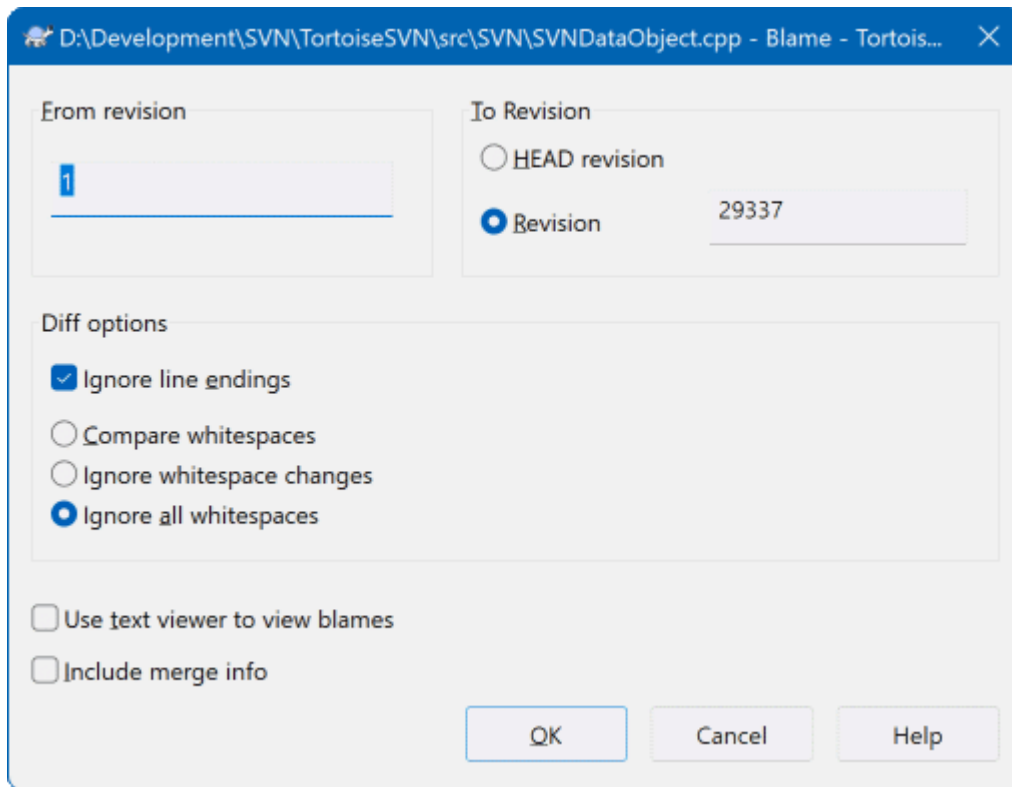 D:\Development\SVN\TortoiseSVN\src\SVN\SVNDataObject.cpp - Blame - Tortois...
From revision
1
To Revision
HEAD revision
Revision
29337
Diff options
Ignore line endings
Compare whitespaces
Ignore whitespace changes
Ignore all whitespaces
Use text viewer to view blames
Include merge info
OK Cancel Help